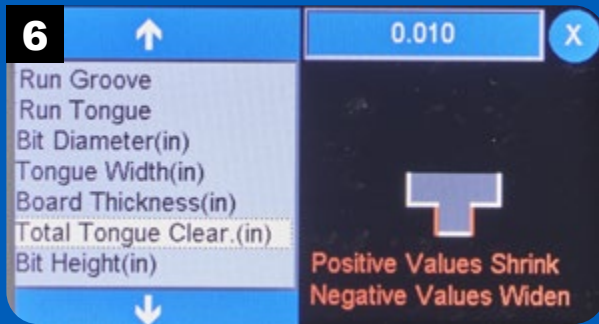 6
0.010
X
Run Groove
Run Tongue
Bit Diameter(in)
Tongue Width(in)
Board Thickness(in)
Total Tongue Clear.(in)
Bit Height(in)
Positive Values Shrink
Negative Values Widen